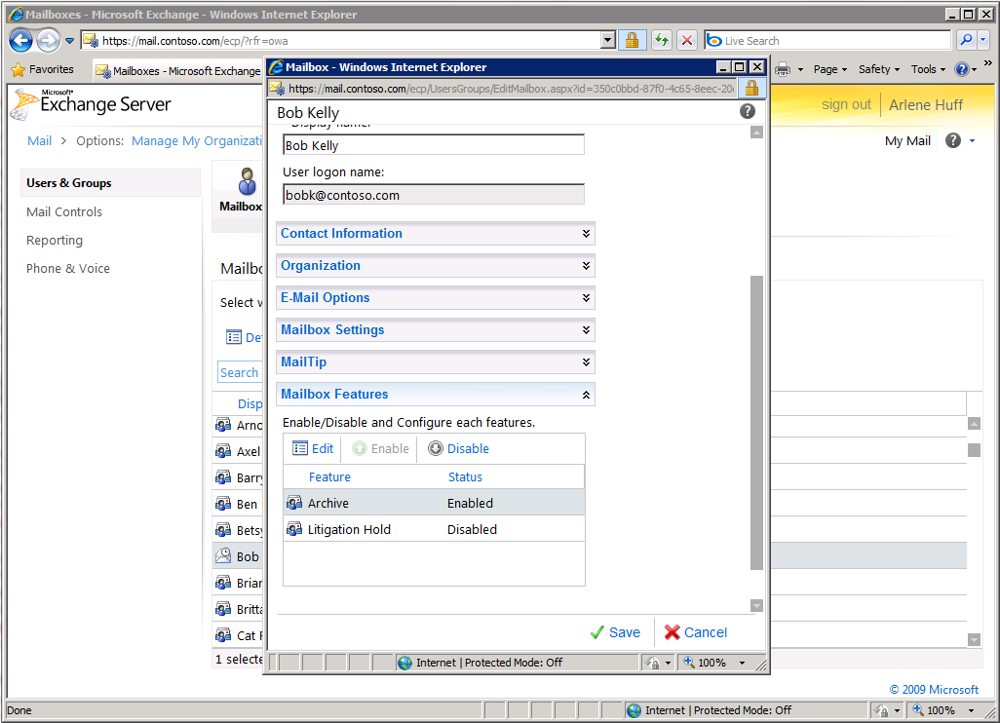 Mailboxes - Microsoft Exchange - Windows Internet Explorer
https://mail.contoso.com/ecp/?rfr=owa
Live Search
Favorites
Mailboxes - Microsoft Exchange
Page
Safety
Tools
Microsoft®
Exchange Server
sign out
Arlene Huff
Mail > Options: Manage My Organizati
My Mail
Users & Groups
Mail Controls
Reporting
Phone & Voice
Mailbox
Mailbo
Select
De
Search
Disp
Arno
Axel
Barry
Ben
Betsy
Bob
Brian
Britta
Cat
1 selecte
Mailbox - Windows Internet Explorer
https://mail.contoso.com/ecp/UsersGroups/EditMailbox.aspx?id=350c0bbd-87f0-4c65-8eec-20
Bob Kelly
Display name:
Bob Kelly
User logon name:
bobk@contoso.com
Contact Information
Organization
E-Mail Options
Mailbox Settings
MailTip
Mailbox Features
Enable/Disable and Configure each features.
Edit Enable Disable
Feature Status
Archive Enabled
Litigation Hold Disabled
Save Cancel
Internet | Protected Mode: Off 100%
© 2009 Microsoft
Done
Internet | Protected Mode: Off 100%